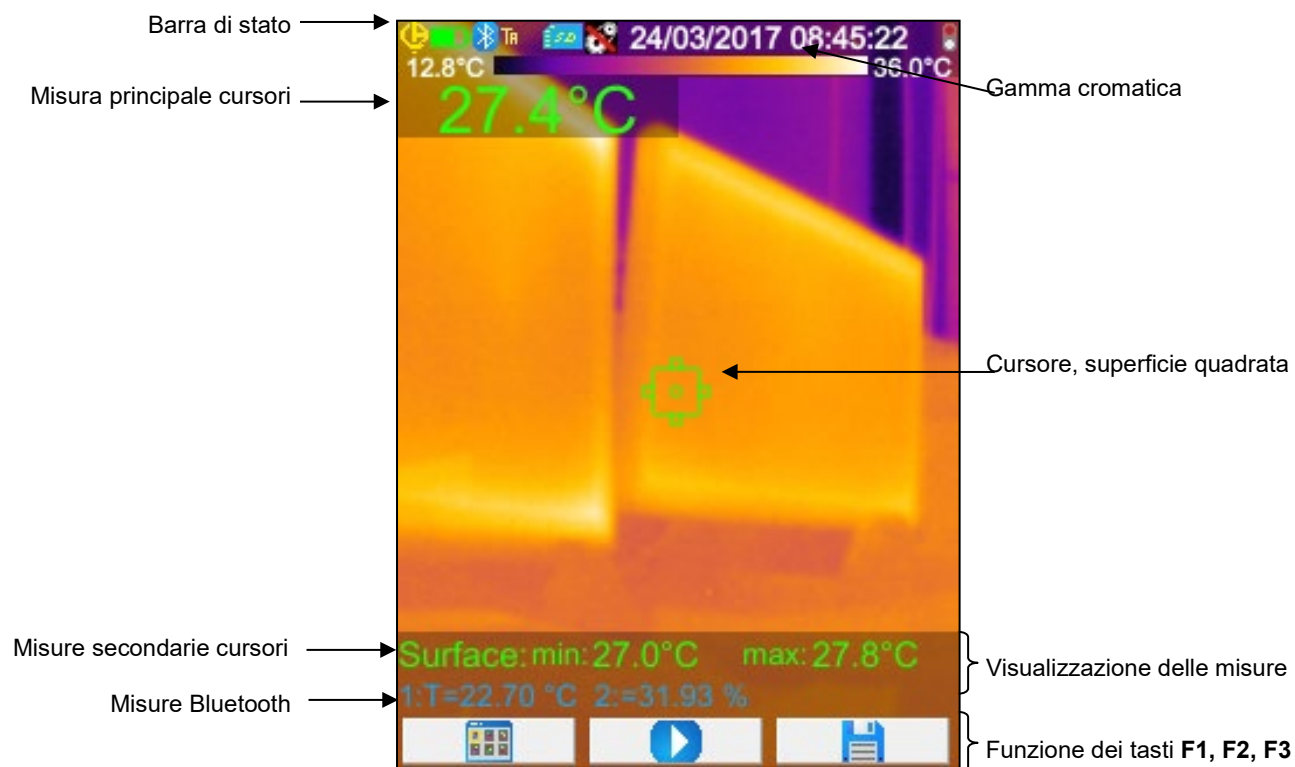 Barra di stato
24/03/2017 08:45:22
12.8°C 36.0°C
Gamma cromatica
Misura principale cursori
27.4°C
Cursore, superficie quadrata
Misure secondarie cursori
Surface: min: 27.0°C max: 27.8°C
Visualizzazione delle misure
Misure Bluetooth
1:T=22.70 °C 2:=31.93 %
Funzione dei tasti F1, F2, F3